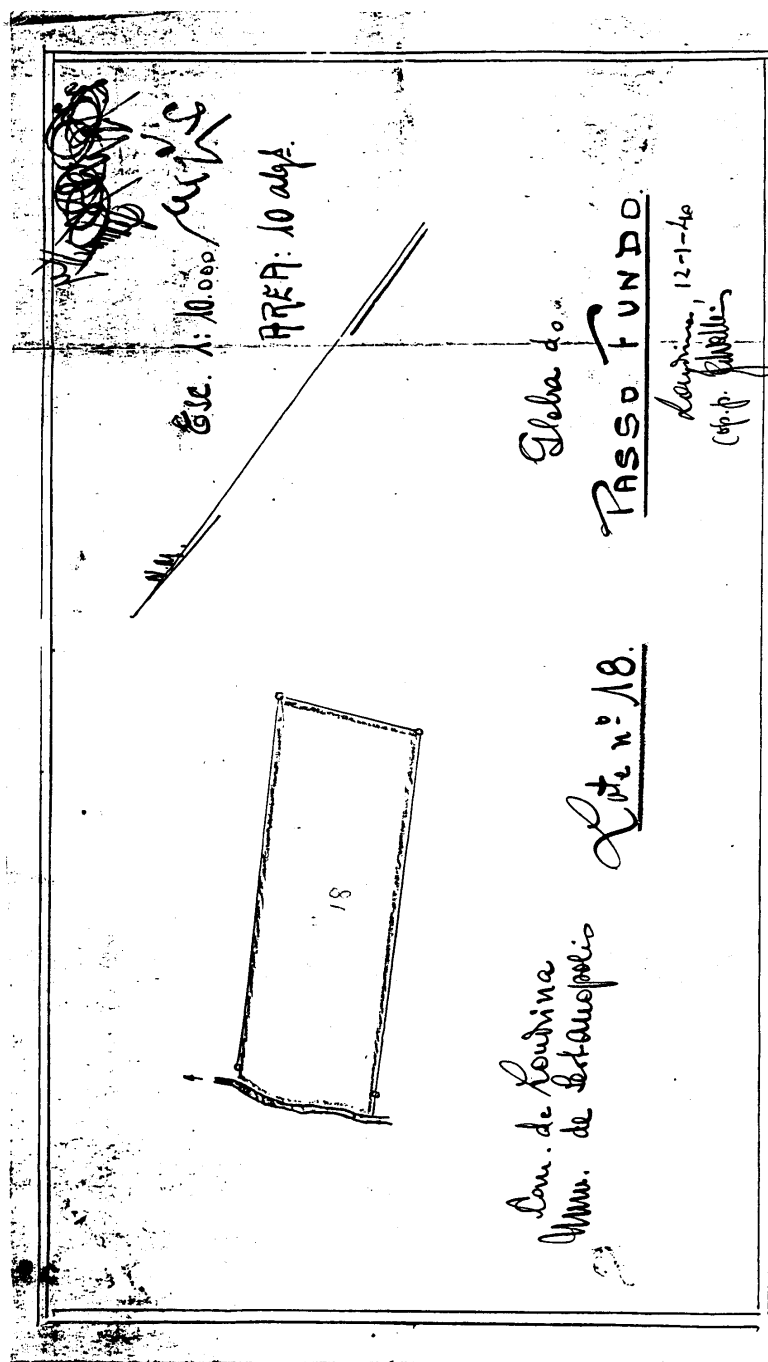 Esc. 1:10.000
AREA: 10 alqs.
N.M.
18
Gleba do
PASSO FUNDO.
Londrina, 12-1-40
Lote nº 18.
Com. de Londrina
Mun. de Sertanopolis